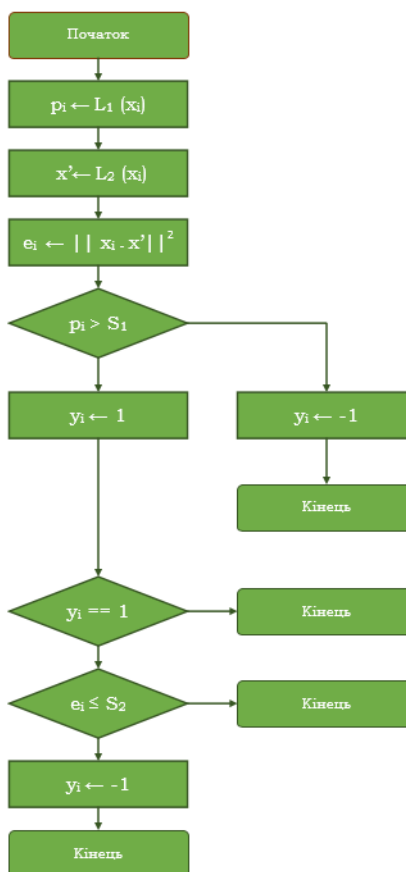 Початок
pᵢ ← L₁ (xᵢ)
x’← L₂ (xᵢ)
eᵢ ← || xᵢ - x’||²
pᵢ > S₁
yᵢ ← 1
yᵢ ← -1
Кінець
yᵢ == 1
Кінець
eᵢ ≤ S₂
Кінець
yᵢ ← -1
Кінець